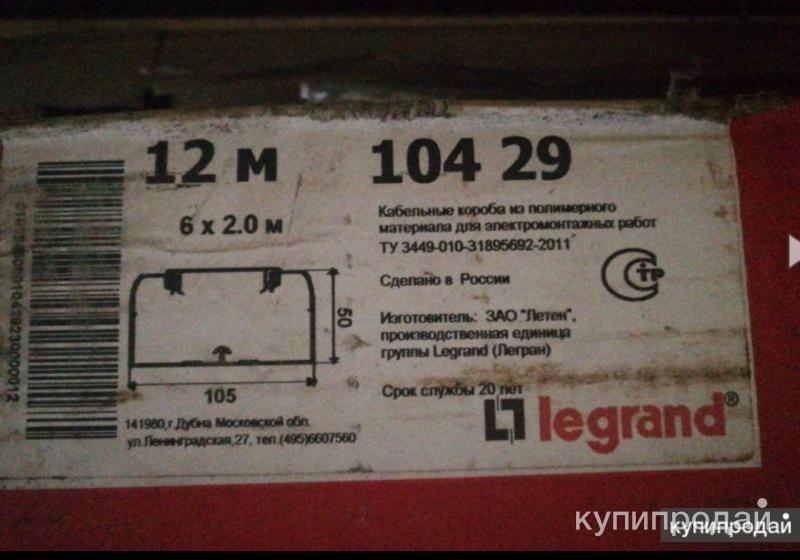 12 м
104 29
6 x 2.0 м
Кабельные короба из полимерного
материала для электромонтажных работ
ТУ 3449-010-31895692-2011
Сделано в России
СТР
Изготовитель: ЗАО "Летен",
производственная единица
группы Legrand (Легран)
Срок службы 20 лет
50
105
141980,г.Дубна Московской обл.
ул.Ленинградская,27, тел.(495)6607560
legrand®
купипродай
купипродай